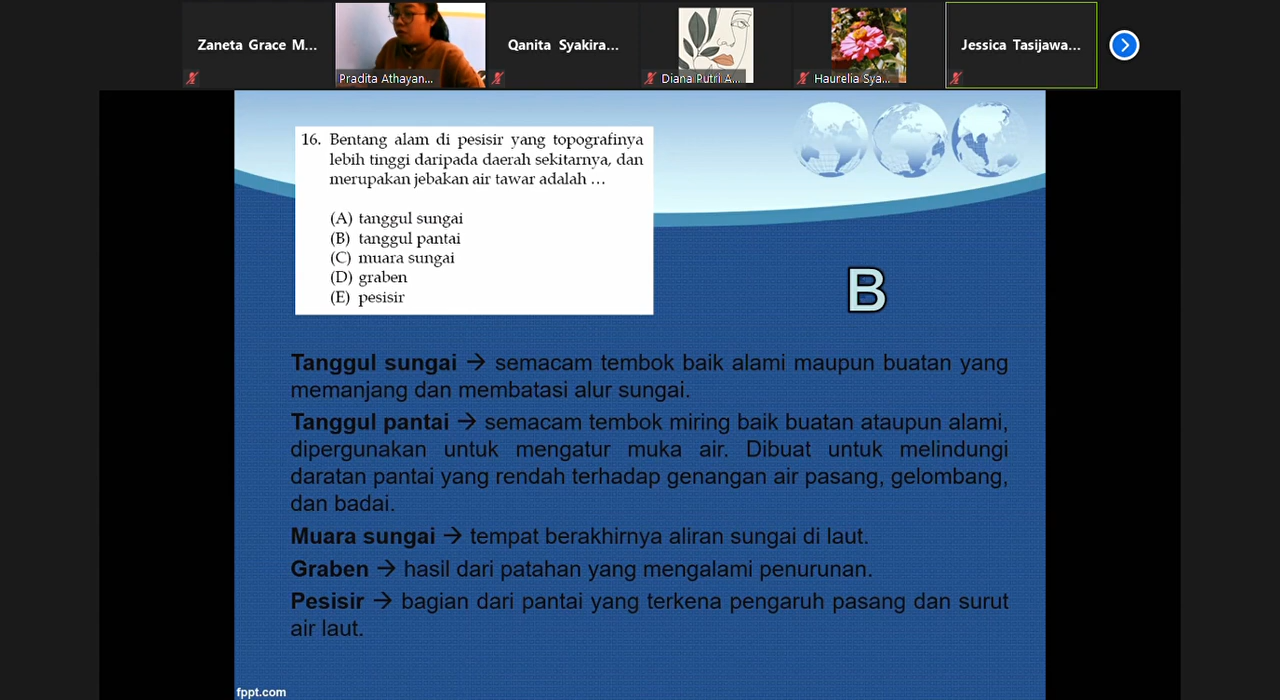 Zaneta Grace M...
Pradita Athayan...
Qanita Syakira...
Diana Putri A...
Haurelia Sya...
Jessica Tasijawa...
16. Bentang alam di pesisir yang topografinya
lebih tinggi daripada daerah sekitarnya, dan
merupakan jebakan air tawar adalah ...
(A) tanggul sungai
(B) tanggul pantai
(C) muara sungai
(D) graben
(E) pesisir
B
Tanggul sungai → semacam tembok baik alami maupun buatan yang
memanjang dan membatasi alur sungai.
Tanggul pantai → semacam tembok miring baik buatan ataupun alami,
dipergunakan untuk mengatur muka air. Dibuat untuk melindungi
daratan pantai yang rendah terhadap genangan air pasang, gelombang,
dan badai.
Muara sungai → tempat berakhirnya aliran sungai di laut.
Graben → hasil dari patahan yang mengalami penurunan.
Pesisir → bagian dari pantai yang terkena pengaruh pasang dan surut
air laut.
fppt.com